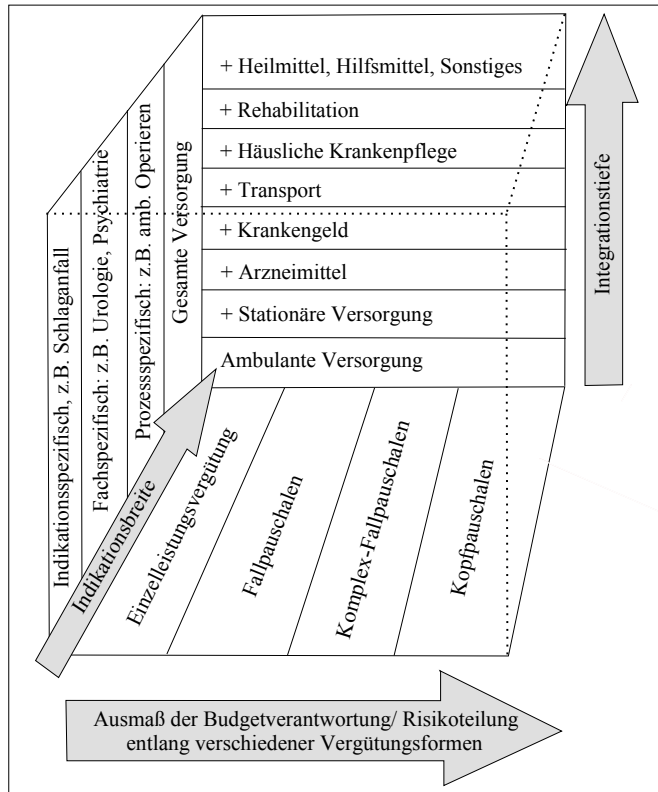 + Heilmittel, Hilfsmittel, Sonstiges
+ Rehabilitation
+ Häusliche Krankenpflege
+ Transport
+ Krankengeld
+ Arzneimittel
+ Stationäre Versorgung
Ambulante Versorgung
Indikationsspezifisch, z.B. Schlaganfall
Fachspezifisch: z.B. Urologie, Psychiatrie
Prozessspezifisch: z.B. amb. Operieren
Gesamte Versorgung
Integrationstiefe
Indikationsbreite
Einzelleistungsvergütung
Fallpauschalen
Komplex-Fallpauschalen
Kopfpauschalen
Ausmaß der Budgetverantwortung/ Risikoteilung
entlang verschiedener Vergütungsformen